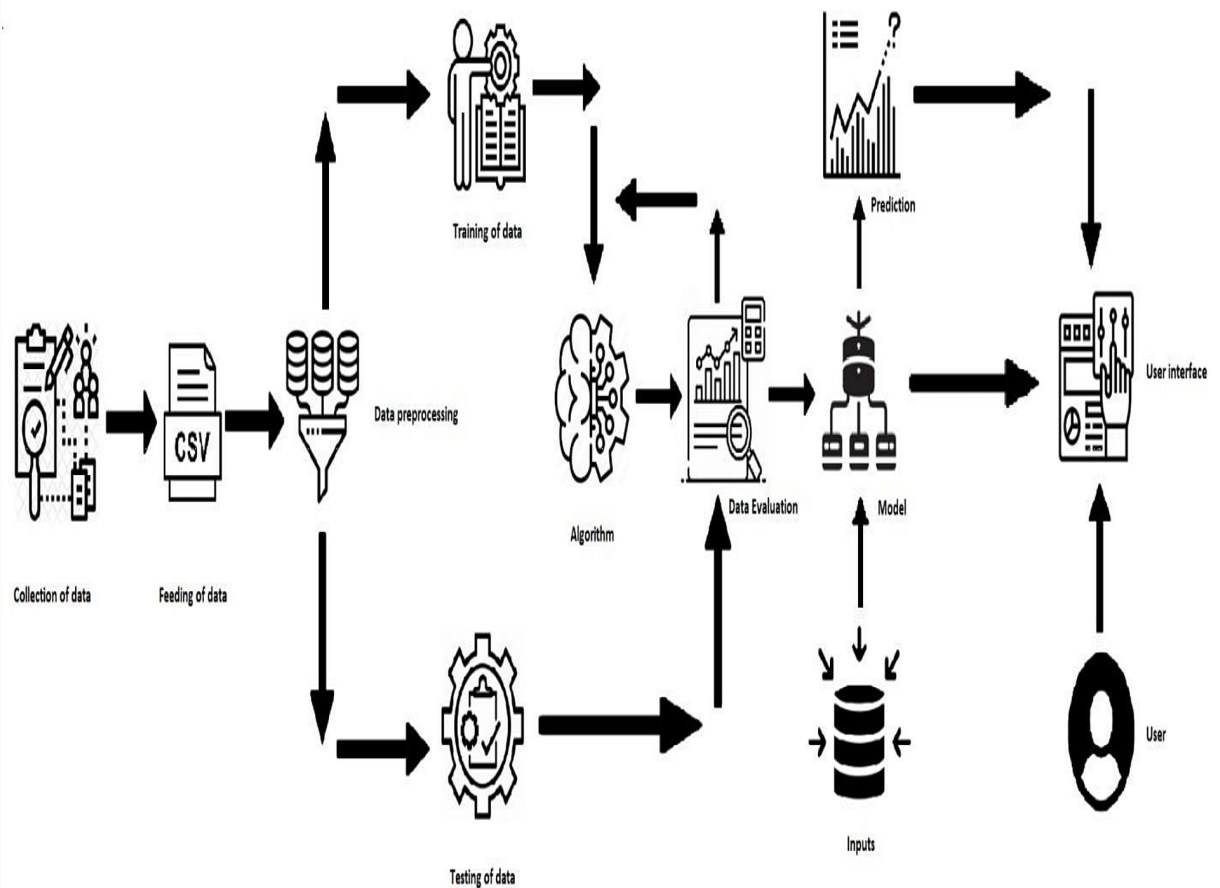 Training of data
Prediction
Data preprocessing
User interface
CSV
Algorithm
Data Evaluation
Model
Collection of data
Feeding of data
User
Inputs
Testing of data